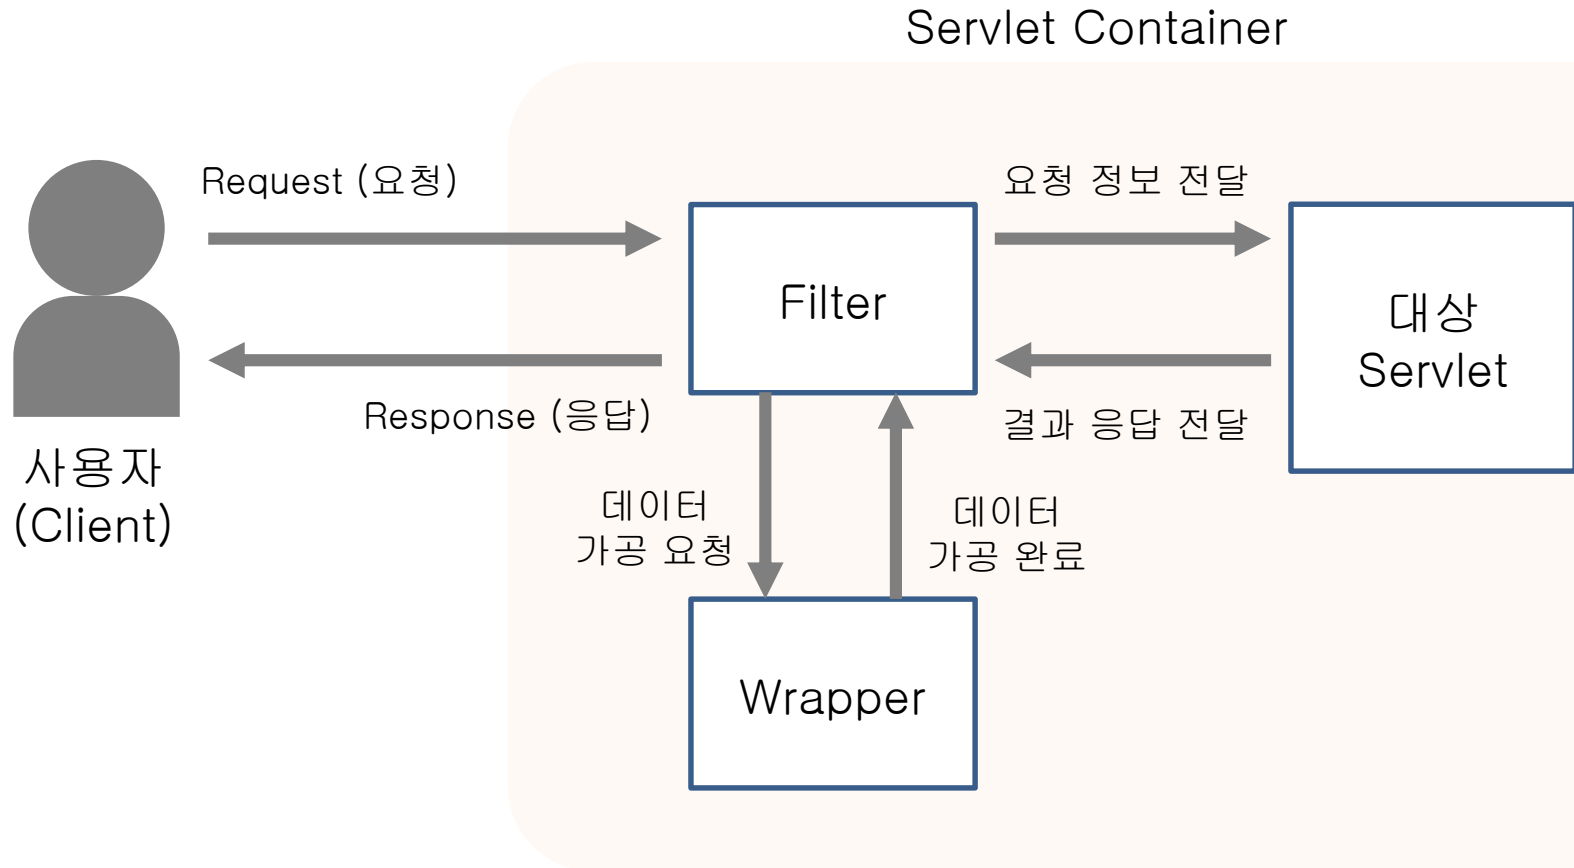 Servlet Container
Request (요청)
요청 정보 전달
Filter
대상
Servlet
Response (응답)
결과 응답 전달
사용자
(Client)
데이터
가공 요청
데이터
가공 완료
Wrapper